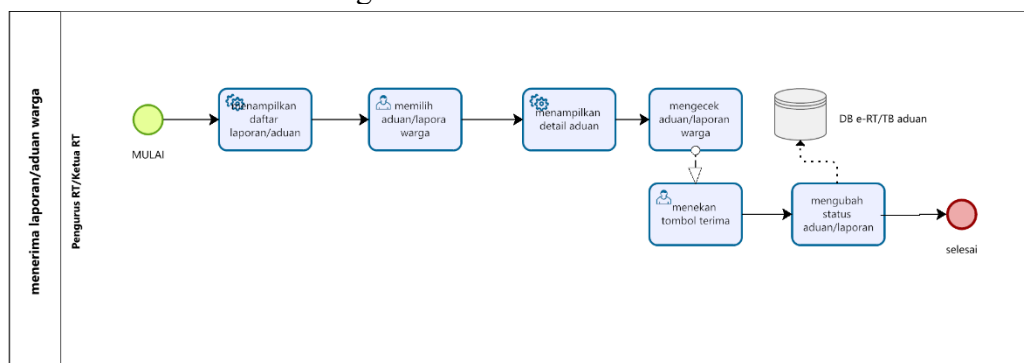 menerima laporan/aduan warga
Pengurus RT/Ketua RT
MULAI
menampilkan
daftar
laporan/aduan
memilih
aduan/lapora
warga
menampilkan
detail aduan
mengecek
aduan/laporan
warga
DB e-RT/TB aduan
menekan
tombol terima
mengubah
status
aduan/laporan
selesai